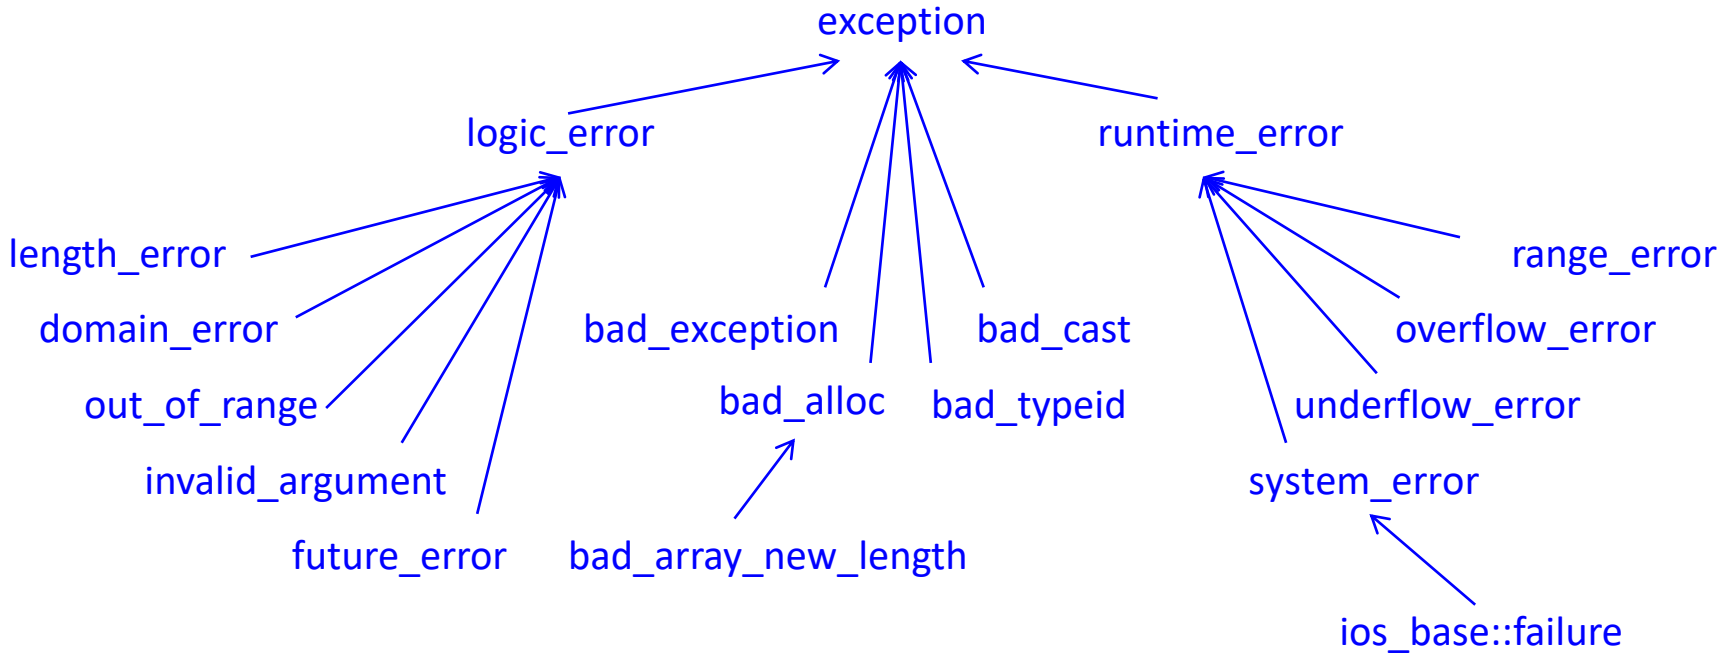 exception
logic_error
runtime_error
length_error
range_error
domain_error
bad_exception
bad_cast
overflow_error
out_of_range
bad_alloc
bad_typeid
underflow_error
invalid_argument
system_error
future_error
bad_array_new_length
ios_base::failure